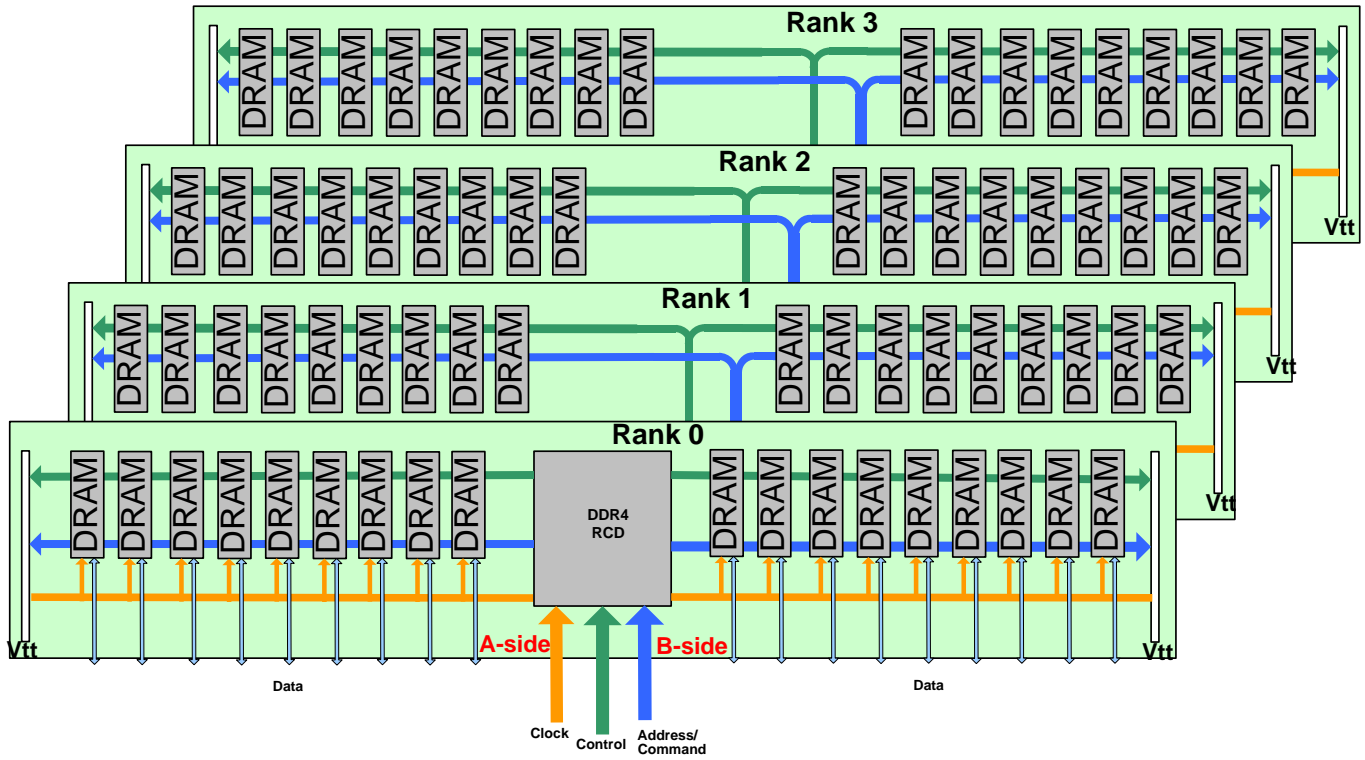 Rank 3
DRAM DRAM DRAM DRAM DRAM DRAM DRAM DRAM DRAM DRAM DRAM DRAM DRAM DRAM DRAM DRAM DRAM DRAM
Vtt
Rank 2
DRAM DRAM DRAM DRAM DRAM DRAM DRAM DRAM DRAM DRAM DRAM DRAM DRAM DRAM DRAM DRAM DRAM DRAM
Vtt
Rank 1
DRAM DRAM DRAM DRAM DRAM DRAM DRAM DRAM DRAM DRAM DRAM DRAM DRAM DRAM DRAM DRAM DRAM DRAM
Vtt
Rank 0
DRAM DRAM DRAM DRAM DRAM DRAM DRAM DRAM DRAM DRAM DRAM DRAM DRAM DRAM DRAM DRAM DRAM DRAM
DDR4
RCD
Vtt A-side B-side Vtt
Data Data
Clock Control Address/
Command